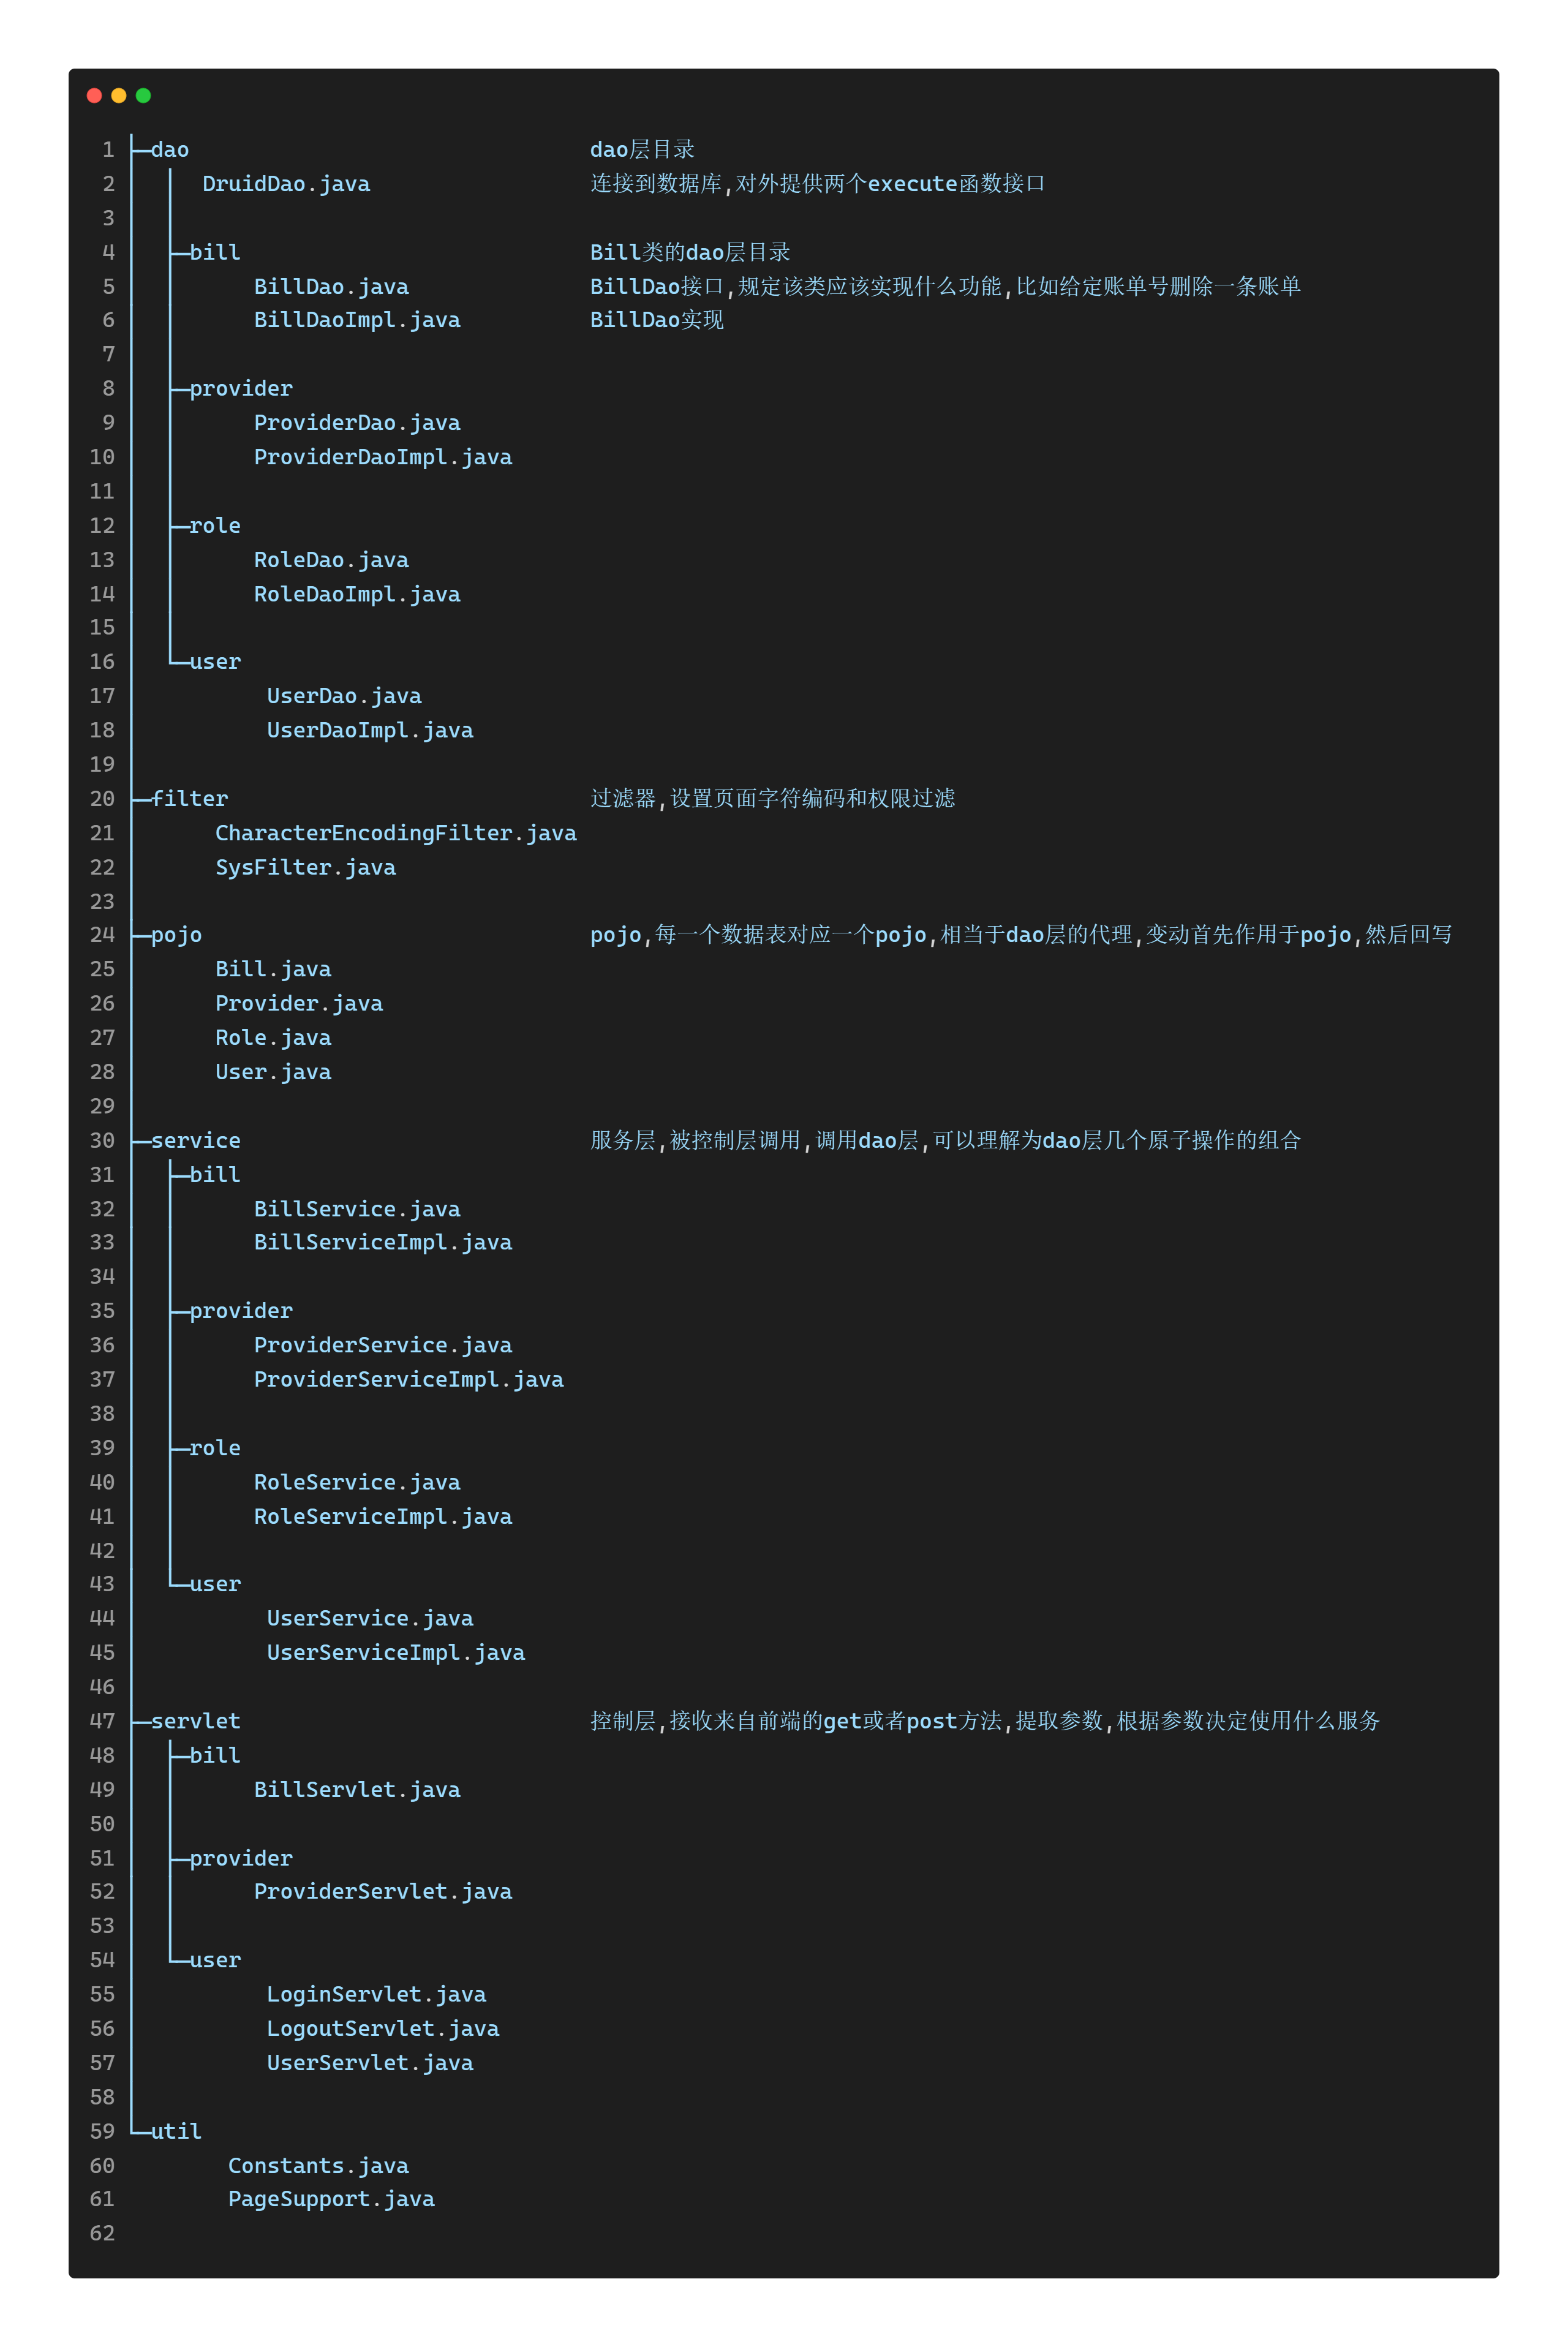 1 ├─dao                               dao层目录
2 │  │  DruidDao.java                 连接到数据库,对外提供两个execute函数接口
3 │  │
4 │  ├─bill                           Bill类的dao层目录
5 │  │      BillDao.java              BillDao接口,规定该类应该实现什么功能,比如给定账单号删除一条账单
6 │  │      BillDaoImpl.java          BillDao实现
7 │  │
8 │  ├─provider
9 │  │      ProviderDao.java
10 │  │      ProviderDaoImpl.java
11 │  │
12 │  ├─role
13 │  │      RoleDao.java
14 │  │      RoleDaoImpl.java
15 │  │
16 │  └─user
17 │          UserDao.java
18 │          UserDaoImpl.java
19 │
20 ├─filter                            过滤器,设置页面字符编码和权限过滤
21 │      CharacterEncodingFilter.java
22 │      SysFilter.java
23 │
24 ├─pojo                              pojo,每一个数据表对应一个pojo,相当于dao层的代理,变动首先作用于pojo,然后回写
25 │      Bill.java
26 │      Provider.java
27 │      Role.java
28 │      User.java
29 │
30 ├─service                           服务层,被控制层调用,调用dao层,可以理解为dao层几个原子操作的组合
31 │  ├─bill
32 │  │      BillService.java
33 │  │      BillServiceImpl.java
34 │  │
35 │  ├─provider
36 │  │      ProviderService.java
37 │  │      ProviderServiceImpl.java
38 │  │
39 │  ├─role
40 │  │      RoleService.java
41 │  │      RoleServiceImpl.java
42 │  │
43 │  └─user
44 │          UserService.java
45 │          UserServiceImpl.java
46 │
47 ├─servlet                           控制层,接收来自前端的get或者post方法,提取参数,根据参数决定使用什么服务
48 │  ├─bill
49 │  │      BillServlet.java
50 │  │
51 │  ├─provider
52 │  │      ProviderServlet.java
53 │  │
54 │  └─user
55 │          LoginServlet.java
56 │          LogoutServlet.java
57 │          UserServlet.java
58 │
59 └─util
60        Constants.java
61        PageSupport.java
62